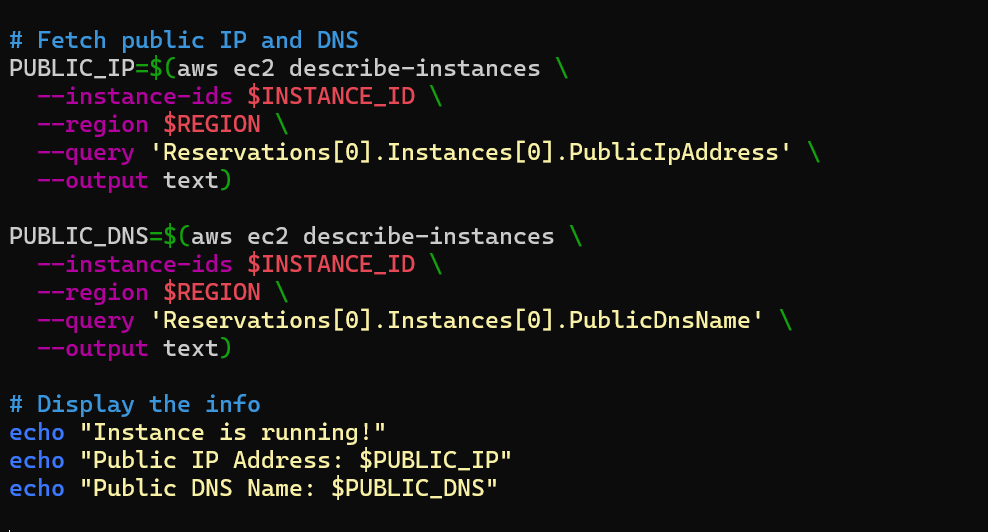 # Fetch public IP and DNS
PUBLIC_IP=$(aws ec2 describe-instances \
  --instance-ids $INSTANCE_ID \
  --region $REGION \
  --query 'Reservations[0].Instances[0].PublicIpAddress' \
  --output text)

PUBLIC_DNS=$(aws ec2 describe-instances \
  --instance-ids $INSTANCE_ID \
  --region $REGION \
  --query 'Reservations[0].Instances[0].PublicDnsName' \
  --output text)

# Display the info
echo "Instance is running!"
echo "Public IP Address: $PUBLIC_IP"
echo "Public DNS Name: $PUBLIC_DNS"